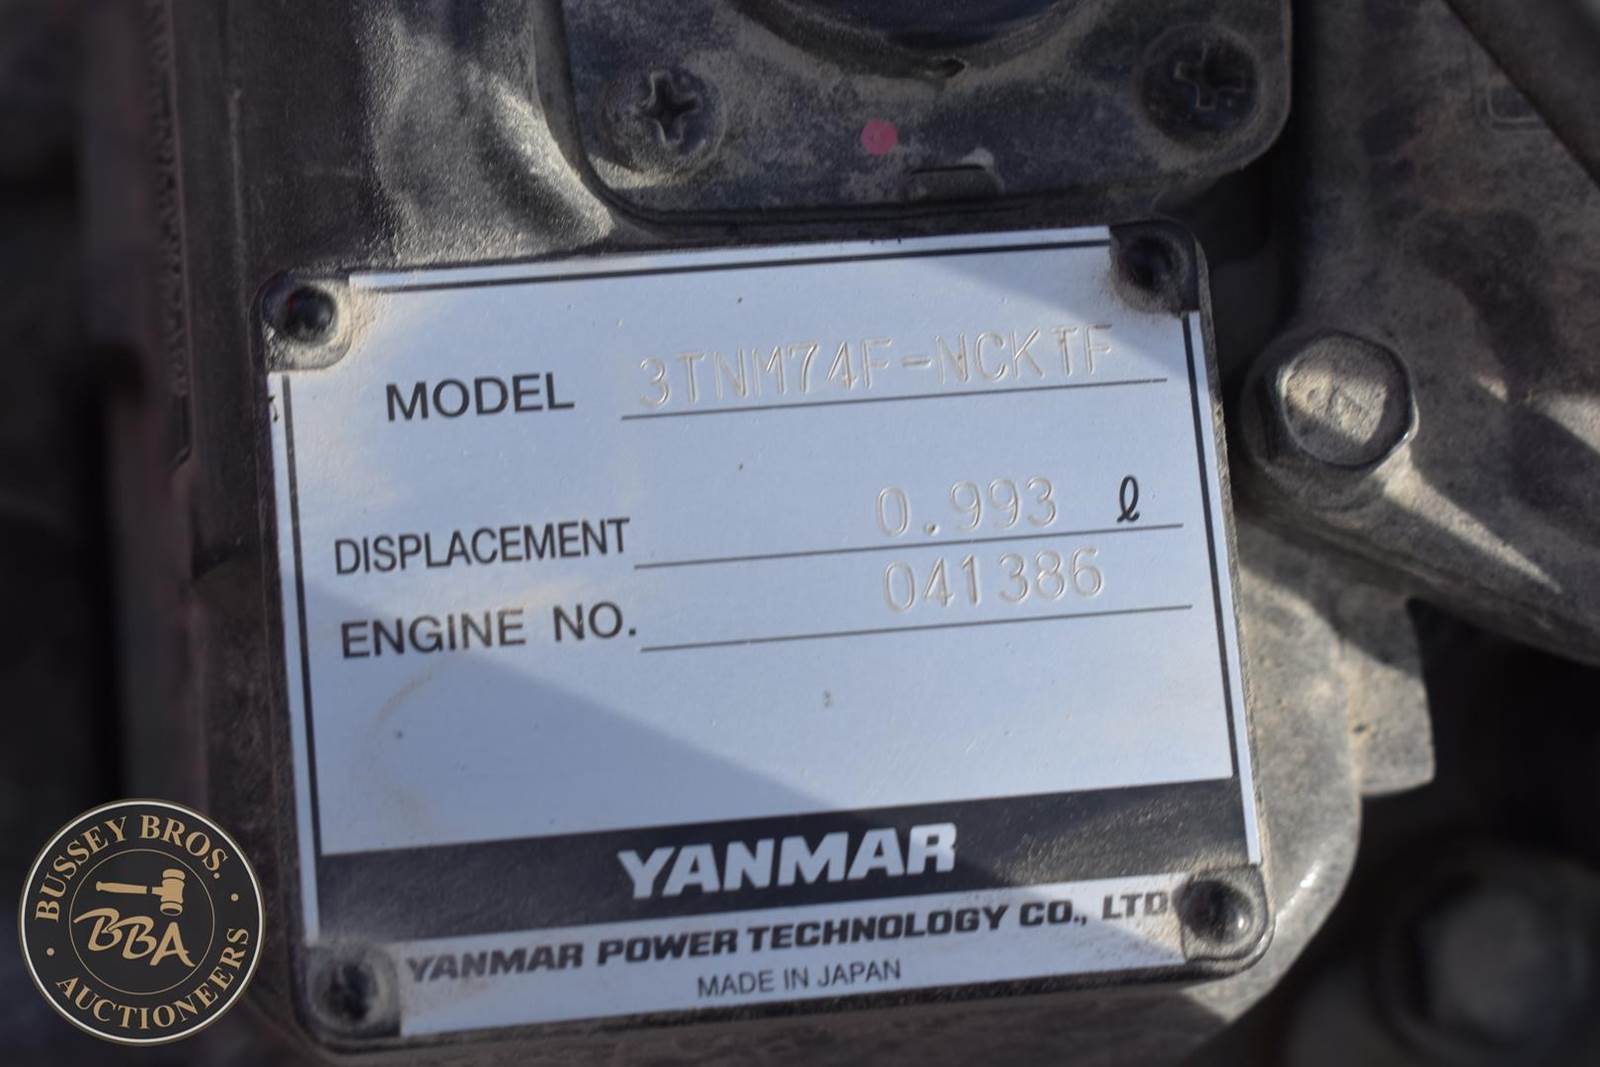 MODEL 3TNM74F-NCKTF
DISPLACEMENT 0.993 ℓ
ENGINE NO. 041386
YANMAR
YANMAR POWER TECHNOLOGY CO., LTD
MADE IN JAPAN
BUSSEY BROS.
BBA
AUCTIONEERS